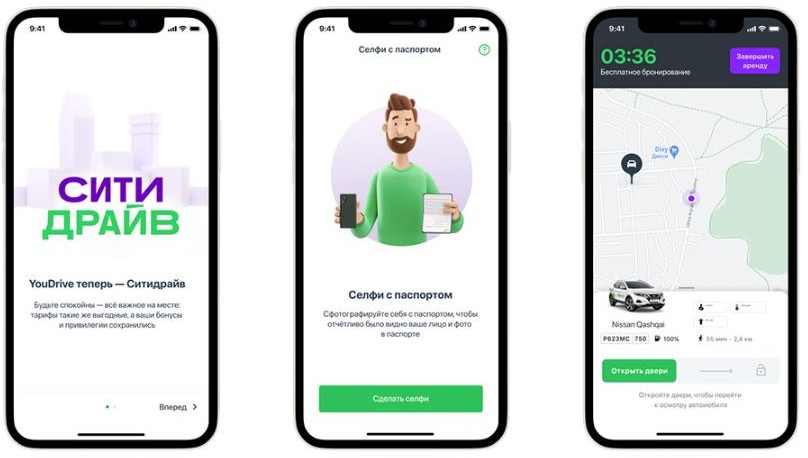 9:41
СИТИ
ДРАЙВ
YouDrive теперь — Ситидрайв
Будьте спокойны — всё важное на месте:
тарифы такие же выгодные, а ваши бонусы
и привилегии сохранились
Вперед
9:41
Селфи с паспортом
?
Селфи с паспортом
Сфотографируйте себя с паспортом, чтобы
отчётливо было видно ваше лицо и фото
в паспорте
Сделать селфи
9:41
03:36
Бесплатное бронирование
Завершить
аренду
Dixy
Дикси
Nissan Qashqai
P623MC 750
100%
55 мин - 2,4 км
Открыть двери
Откройте двери, чтобы перейти
к осмотру автомобиля